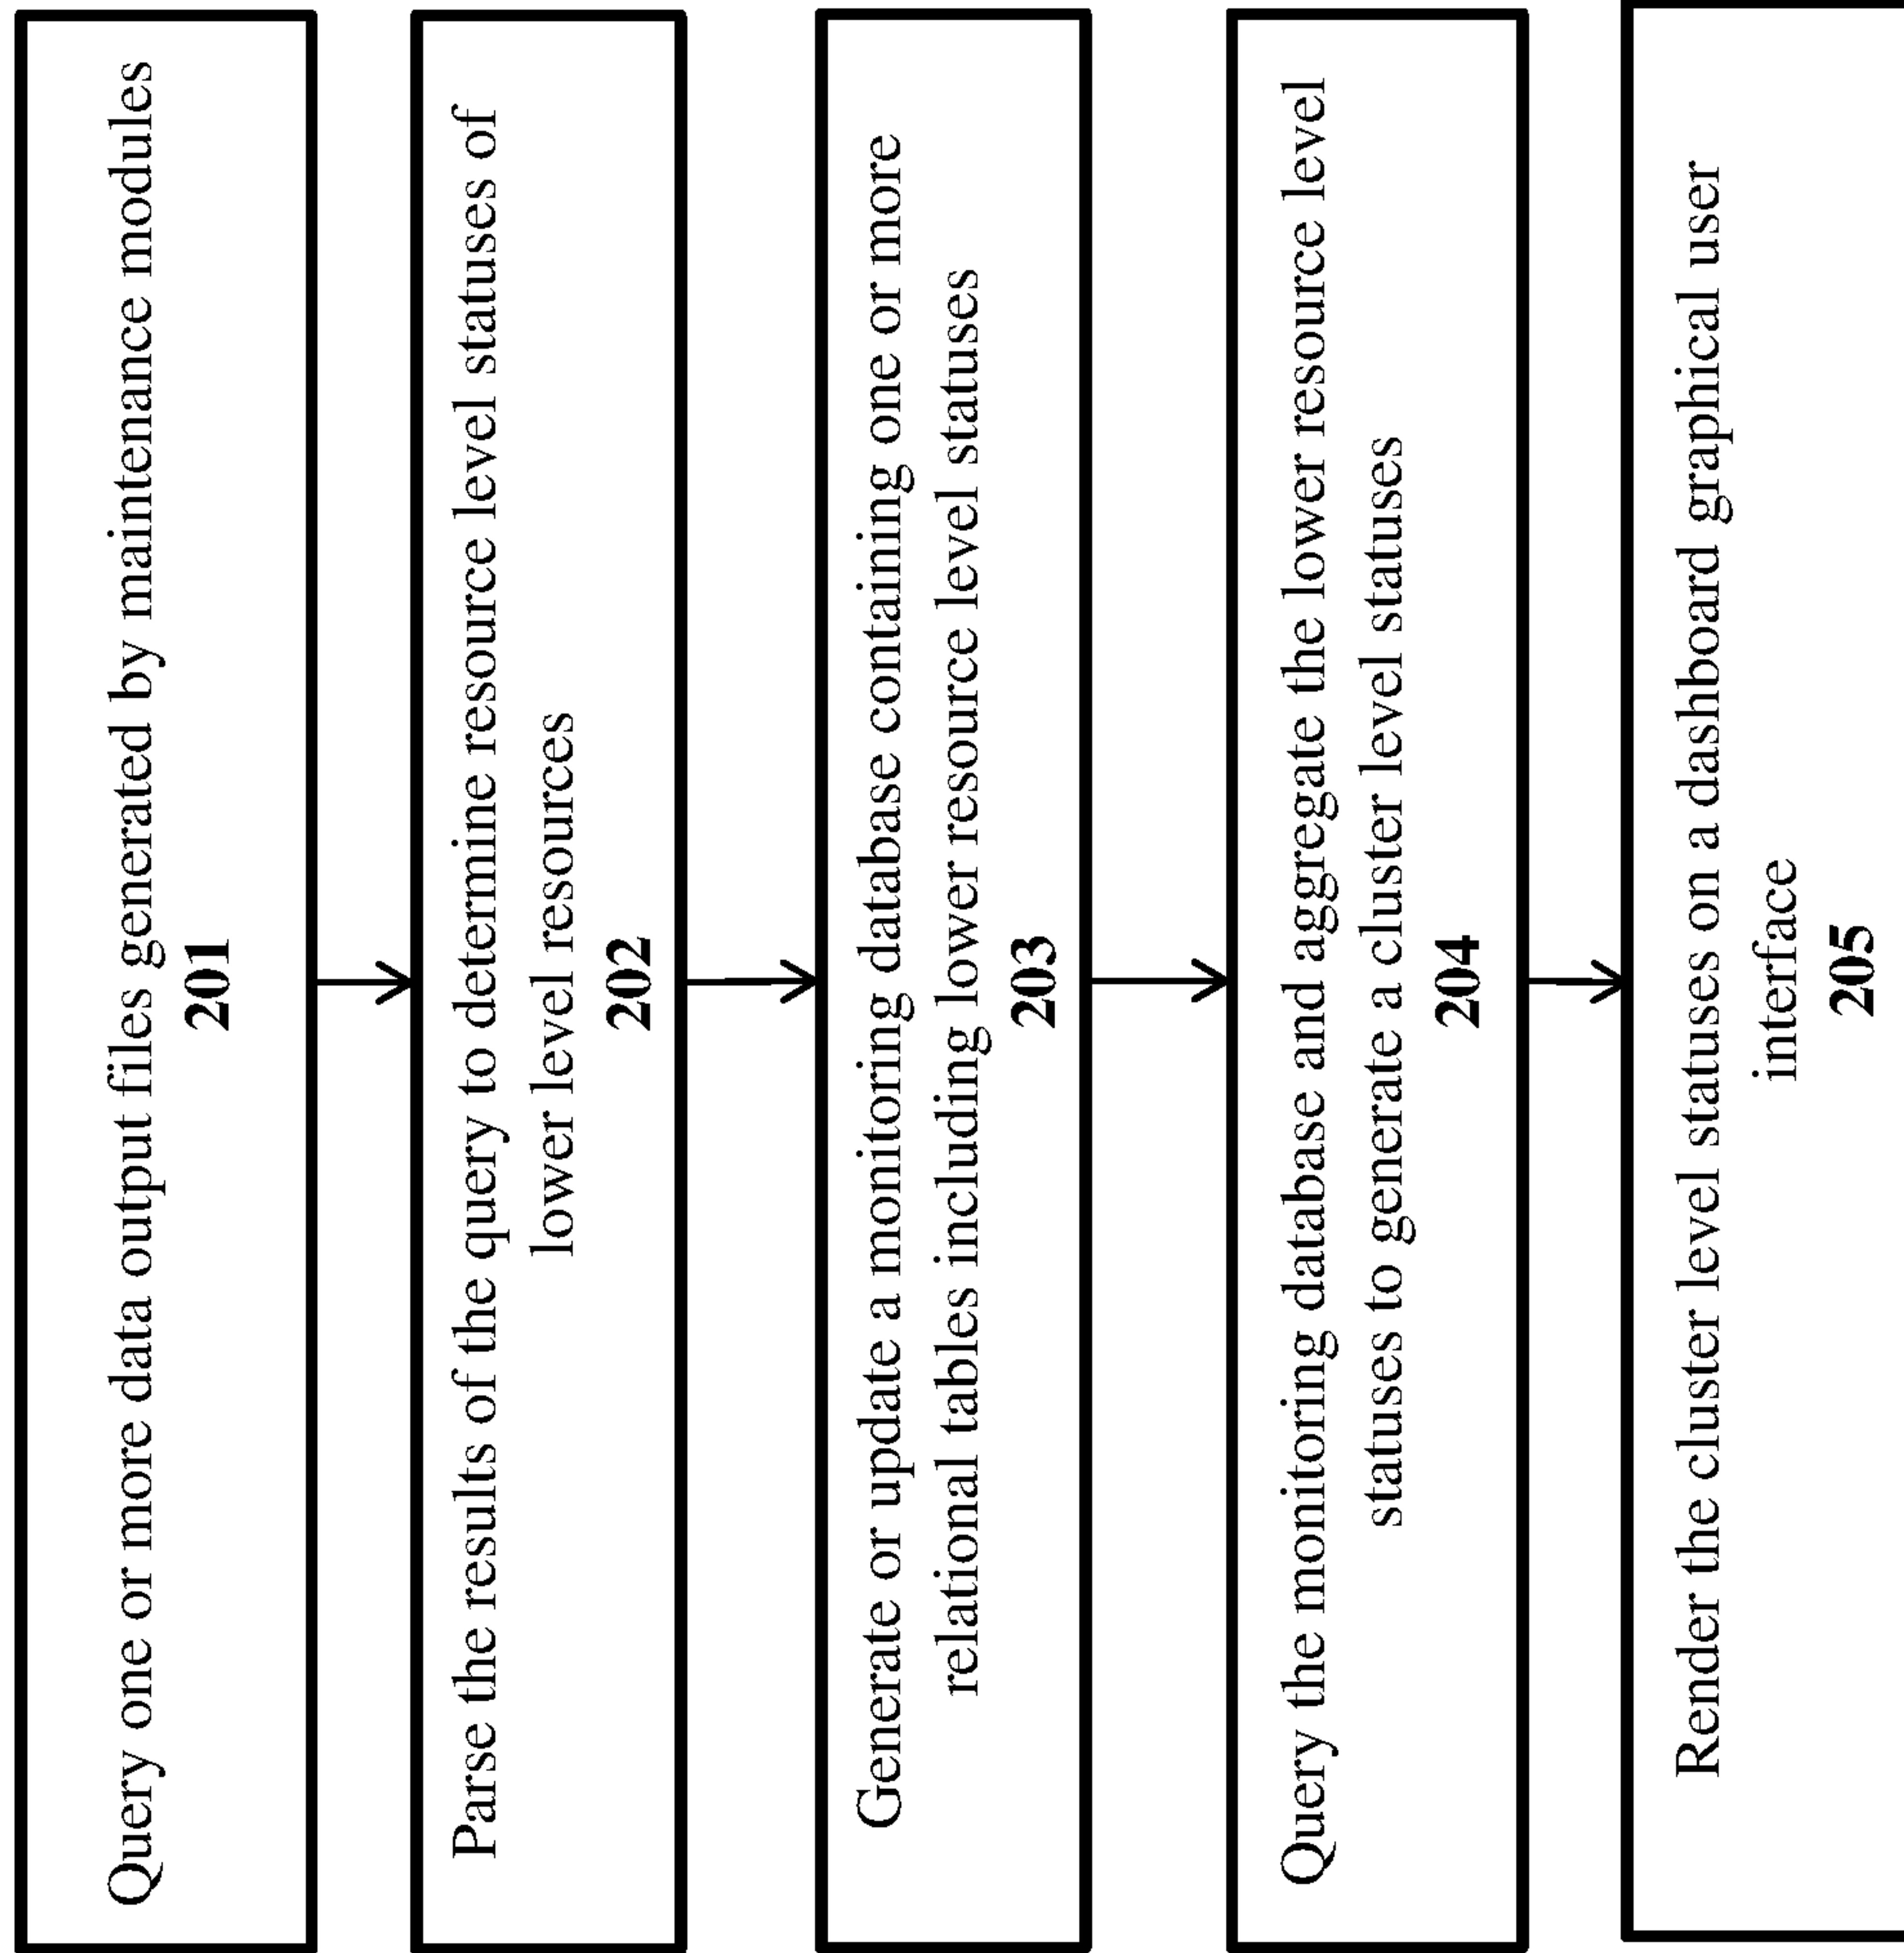 Query one or more data output files generated by maintenance modules
201
Parse the results of the query to determine resource level statuses of
lower level resources
202
Generate or update a monitoring database containing one or more
relational tables including lower resource level statuses
203
Query the monitoring database and aggregate the lower resource level
statuses to generate a cluster level statuses
204
Render the cluster level statuses on a dashboard graphical user
interface
205